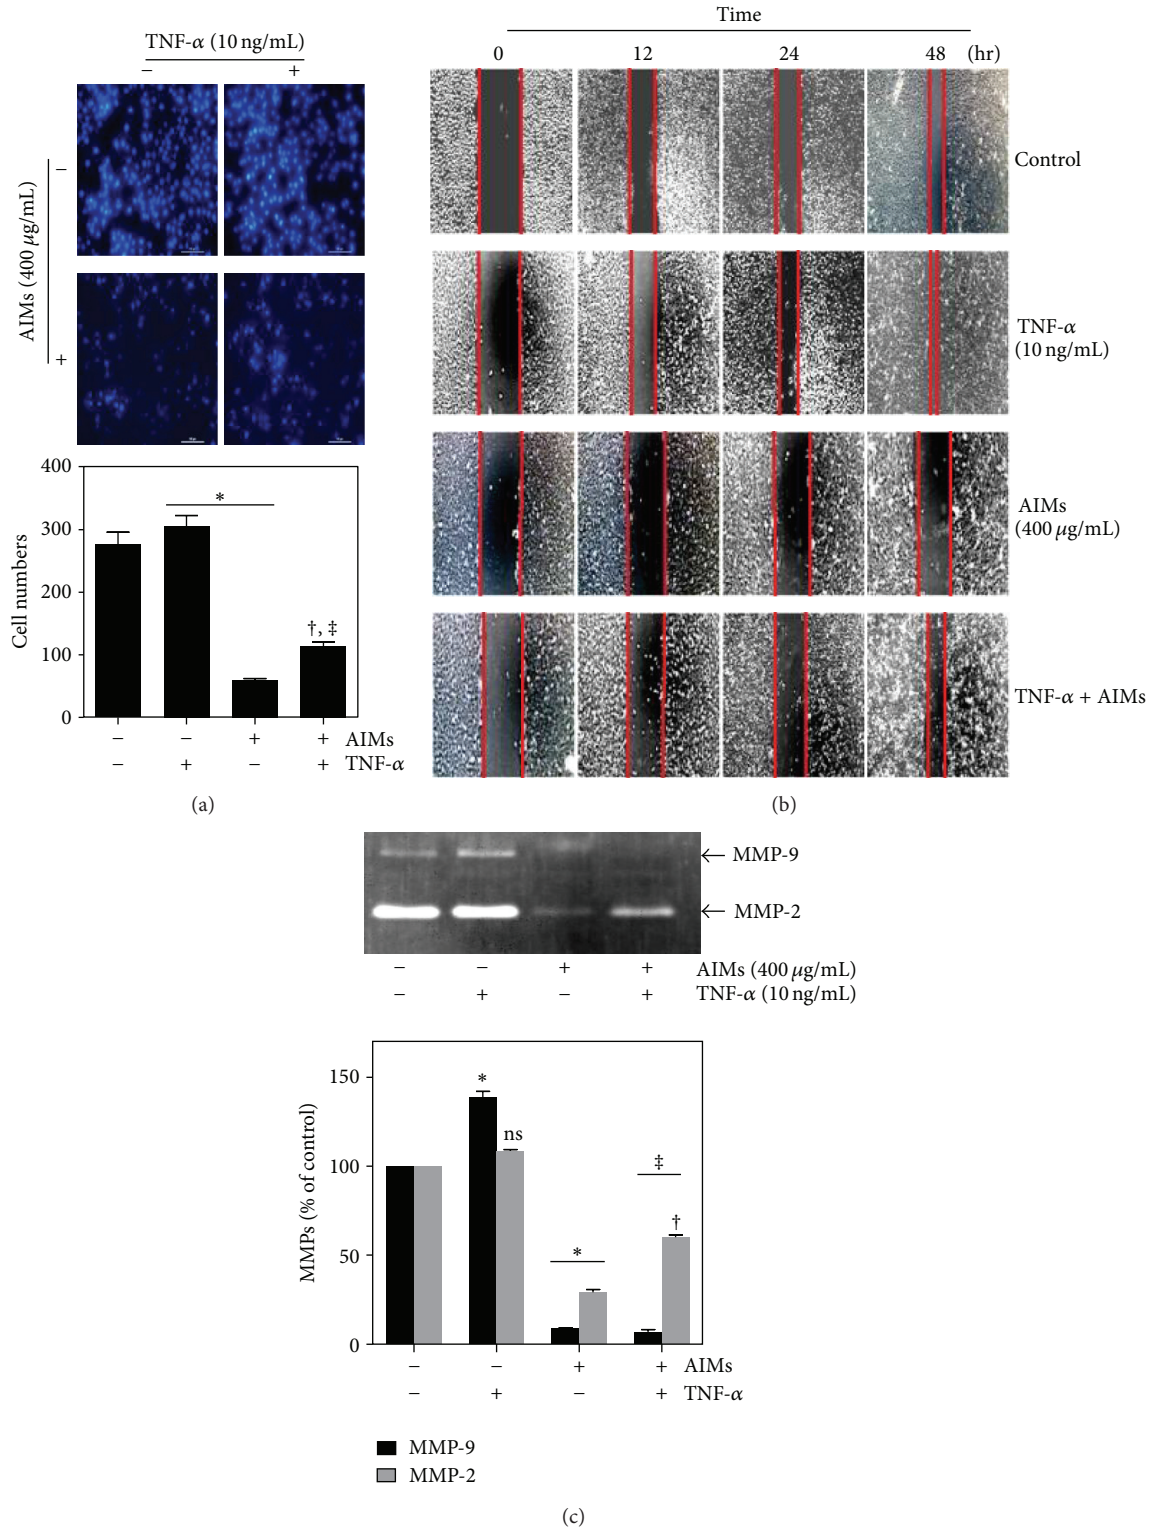 TNF-α (10 ng/mL)
− +
AIMs (400 μg/mL)
−
+
400
300
200
100
0
Cell numbers
*
†, ‡
− − + + AIMs
− + − + TNF-α
(a)
Time
0 12 24 48 (hr)
Control
TNF-α
(10 ng/mL)
AIMs
(400 μg/mL)
TNF-α + AIMs
(b)
MMP-9
MMP-2
− − + + AIMs (400 μg/mL)
− + − + TNF-α (10 ng/mL)
150
100
50
0
MMPs (% of control)
*
ns
*
‡
†
− − + + AIMs
− + − + TNF-α
MMP-9
MMP-2
(c)